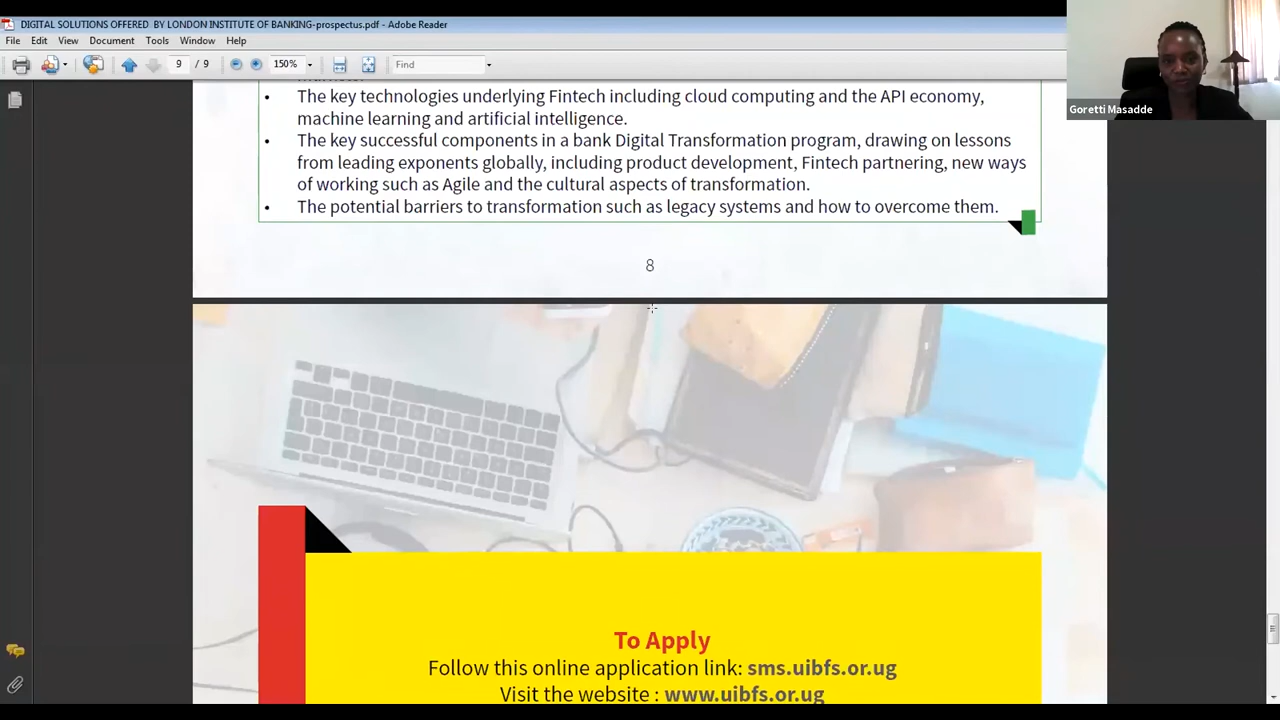 DIGITAL SOLUTIONS OFFERED BY LONDON INSTITUTE OF BANKING-prospectus.pdf - Adobe Reader
File Edit View Document Tools Window Help
9 / 9 150% Find
Goretti Masadde
• The key technologies underlying Fintech including cloud computing and the API economy,
machine learning and artificial intelligence.
• The key successful components in a bank Digital Transformation program, drawing on lessons
from leading exponents globally, including product development, Fintech partnering, new ways
of working such as Agile and the cultural aspects of transformation.
• The potential barriers to transformation such as legacy systems and how to overcome them.
8
To Apply
Follow this online application link: sms.uibfs.or.ug
Visit the website : www.uibfs.or.ug